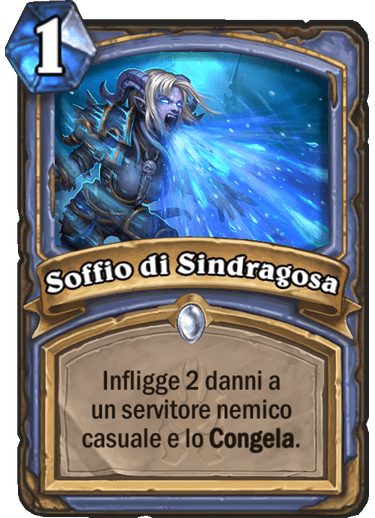 1
Soffio di Sindragosa
Infligge 2 danni a
un servitore nemico
casuale e lo Congela.